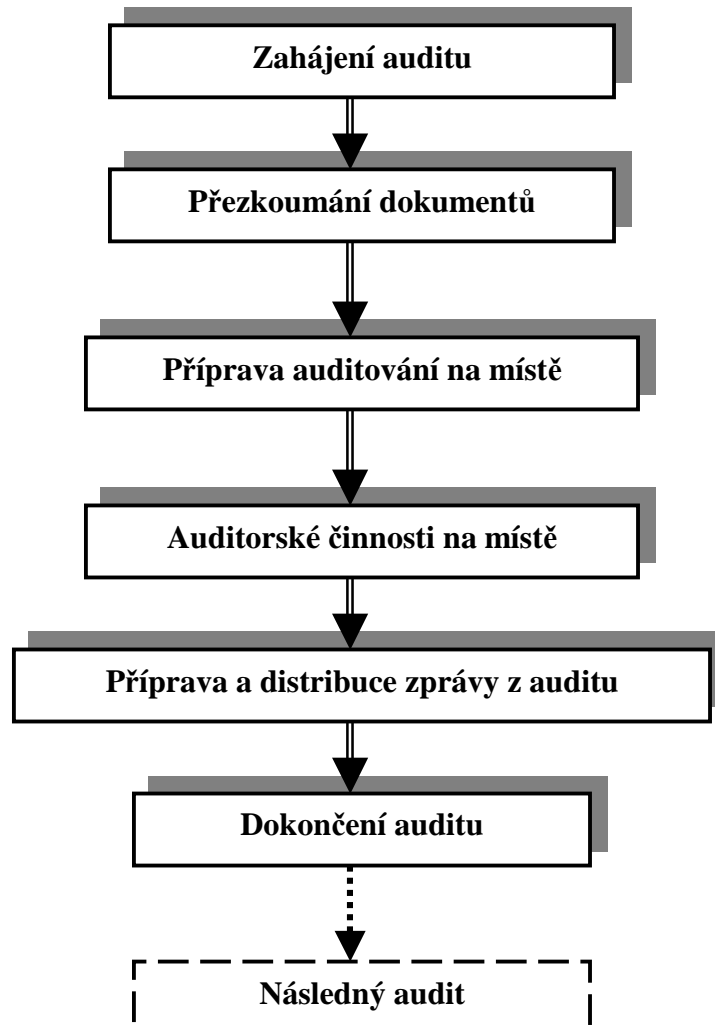 Zahájení auditu
Přezkoumání dokumentů
Příprava auditování na místě
Auditorské činnosti na místě
Příprava a distribuce zprávy z auditu
Dokončení auditu
Následný audit